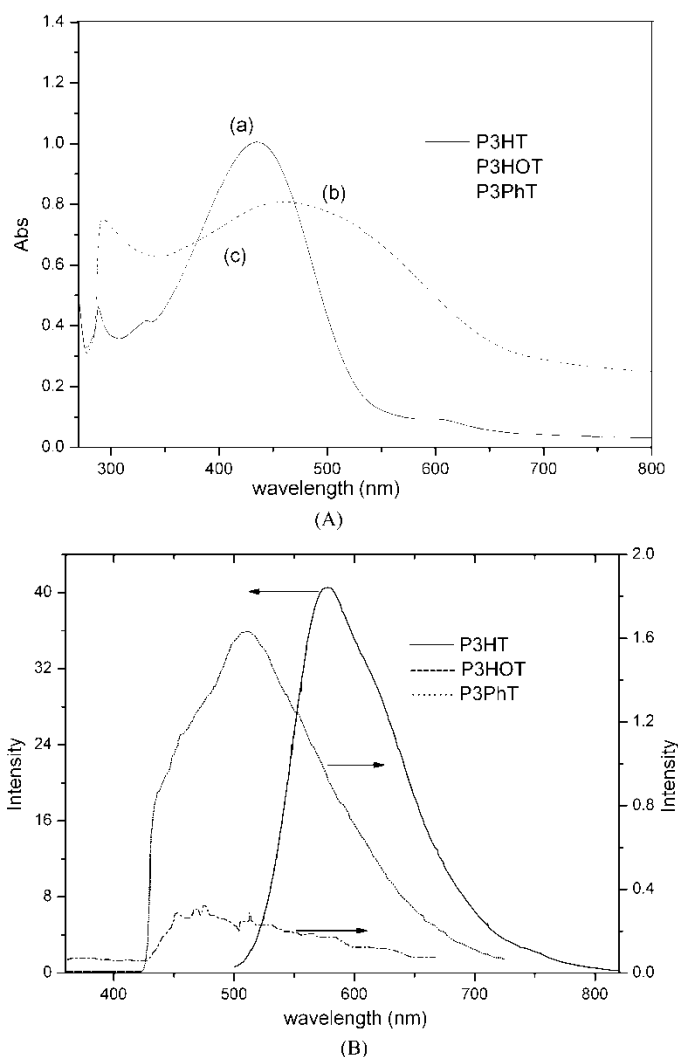 1.4
1.2
1.0
0.8
0.6
0.4
0.2
0.0
Abs
(a)
(b)
(c)
P3HT
P3HOT
P3PhT
300 400 500 600 700 800
wavelength (nm)
(A)
40
36
24
16
8
0
Intensity
2.0
1.6
1.2
0.8
0.4
0.0
Intensity
P3HT
P3HOT
P3PhT
400 500 600 700 800
wavelength (nm)
(B)